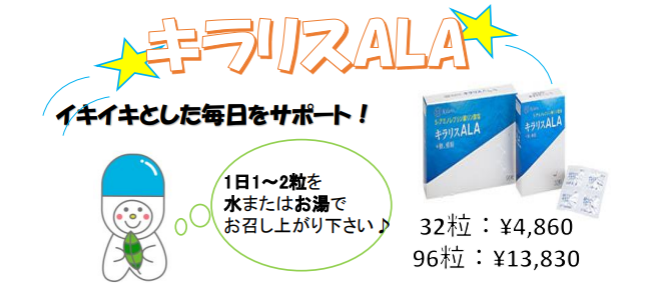 キラリスALA
イキイキとした毎日をサポート！
1日1～2粒を
水またはお湯で
お召し上がり下さい♪
キラリスALA
キラリスALA
32粒：¥4,860
96粒：¥13,830